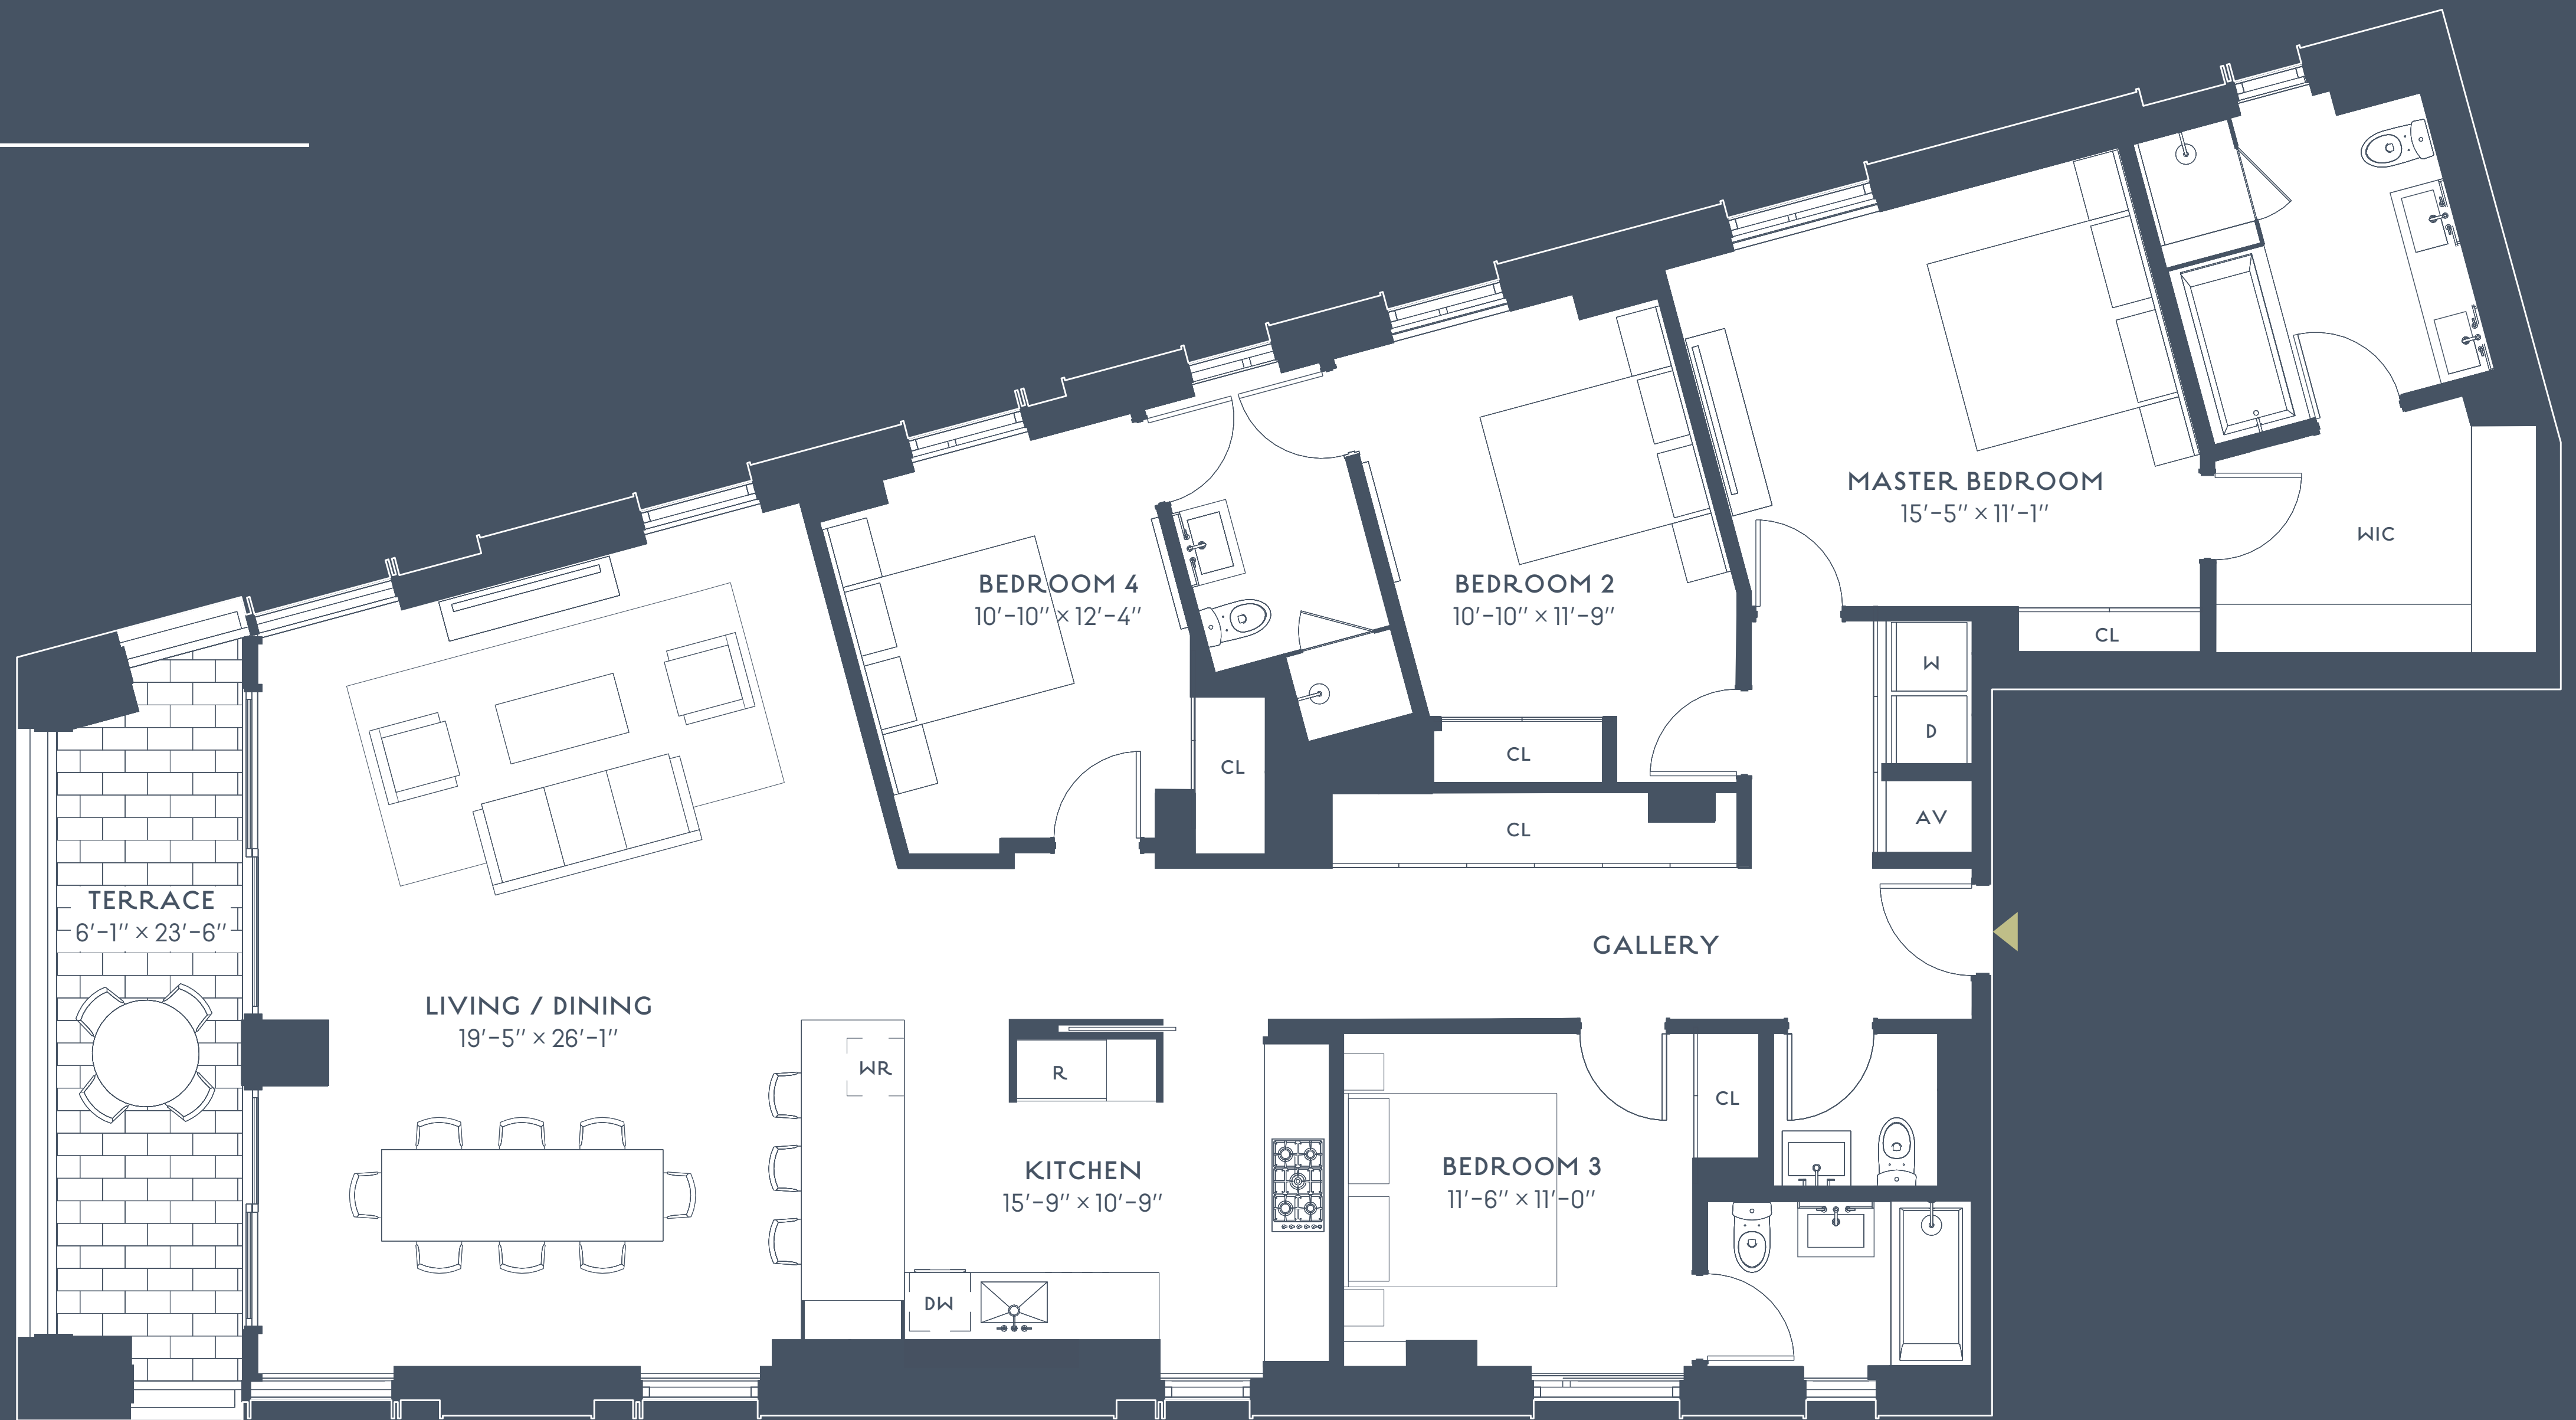 MASTER BEDROOM
15'-5" × 11'-1"
WIC
BEDROOM 4
10'-10" × 12'-4"
BEDROOM 2
10'-10" × 11'-9"
CL
W
D
CL
CL
CL
AV
TERRACE
6'-1" × 23'-6"
GALLERY
LIVING / DINING
19'-5" × 26'-1"
WR
R
CL
KITCHEN
15'-9" × 10'-9"
BEDROOM 3
11'-6" × 11'-0"
DW